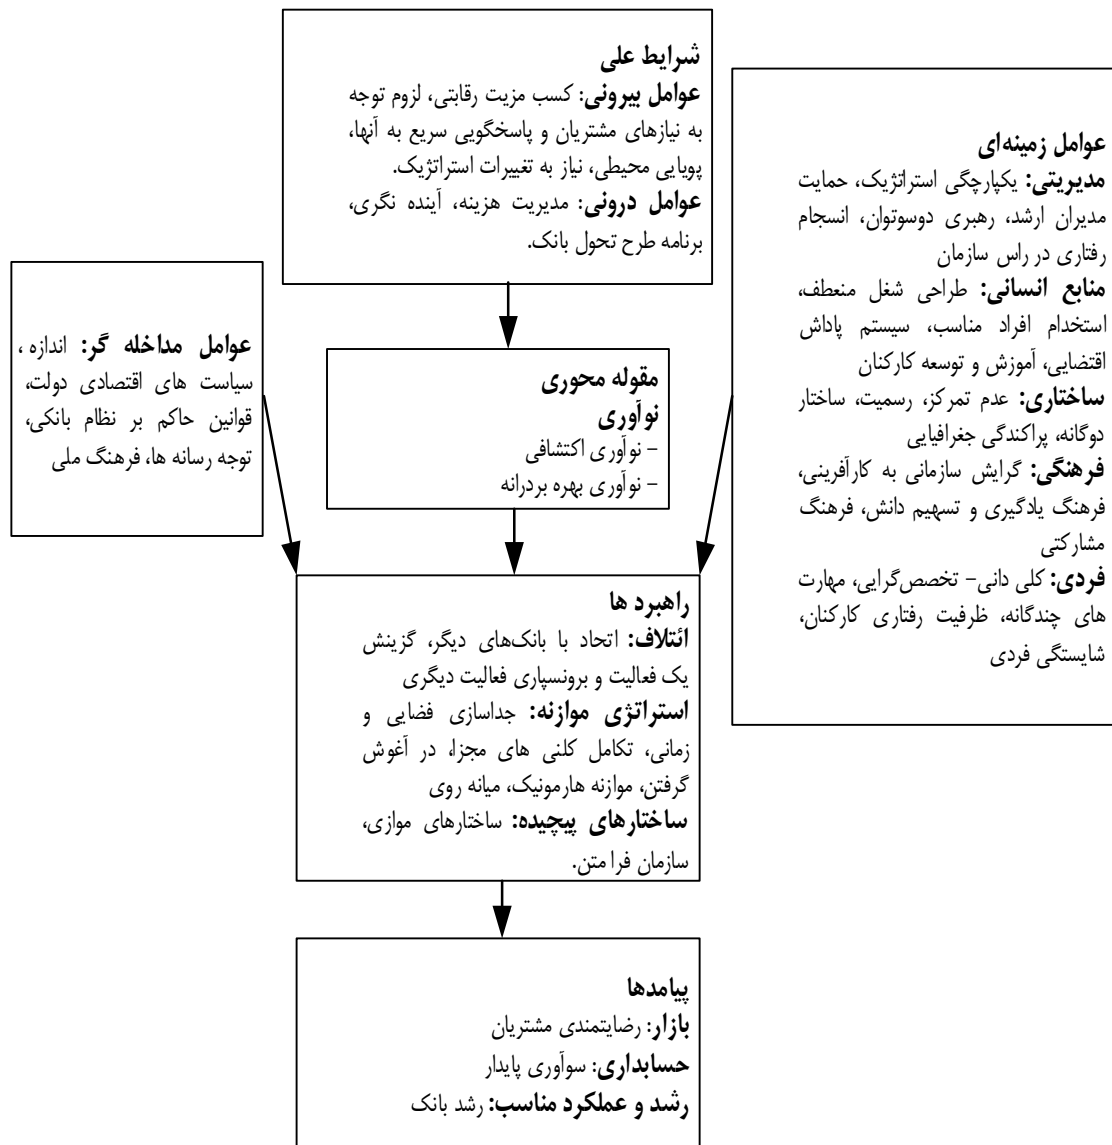 شرایط علی
عوامل بیرونی: کسب مزیت رقابتی، لزوم توجه
به نیازهای مشتریان و پاسخگویی سریع به آنها،
پویایی محیطی، نیاز به تغییرات استراتژیک.
عوامل درونی: مدیریت هزینه، آینده نگری،
برنامه طرح تحول بانک.
عوامل زمینه‌ای
مدیریتی: یکپارچگی استراتژیک، حمایت
مدیران ارشد، رهبری دوسوتوان، انسجام
رفتاری در راس سازمان
منابع انسانی: طراحی شغل منعطف،
استخدام افراد مناسب، سیستم پاداش
اقتضایی، آموزش و توسعه کارکنان
ساختاری: عدم تمرکز، رسمیت، ساختار
دوگانه، پراکندگی جغرافیایی
فرهنگی: گرایش سازمانی به کارآفرینی،
فرهنگ یادگیری و تسهیم دانش، فرهنگ
مشارکتی
فردی: کلی دانی- تخصص‌گرایی، مهارت
های چندگانه، ظرفیت رفتاری کارکنان،
شایستگی فردی
عوامل مداخله گر: اندازه ،
سیاست های اقتصادی دولت،
قوانین حاکم بر نظام بانکی،
توجه رسانه ها، فرهنگ ملی
مقوله محوری
نوآوری
- نوآوری اکتشافی
- نوآوری بهره بردرانه
راهبرد ها
ائتلاف: اتحاد با بانک‌های دیگر، گزینش
یک فعالیت و برونسپاری فعالیت دیگری
استراتژی موازنه: جداسازی فضایی و
زمانی، تکامل کلنی های مجزا، در آغوش
گرفتن، موازنه هارمونیک، میانه روی
ساختارهای پیچیده: ساختارهای موازی،
سازمان فرا متن.
پیامدها
بازار: رضایتمندی مشتریان
حسابداری: سوآوری پایدار
رشد و عملکرد مناسب: رشد بانک